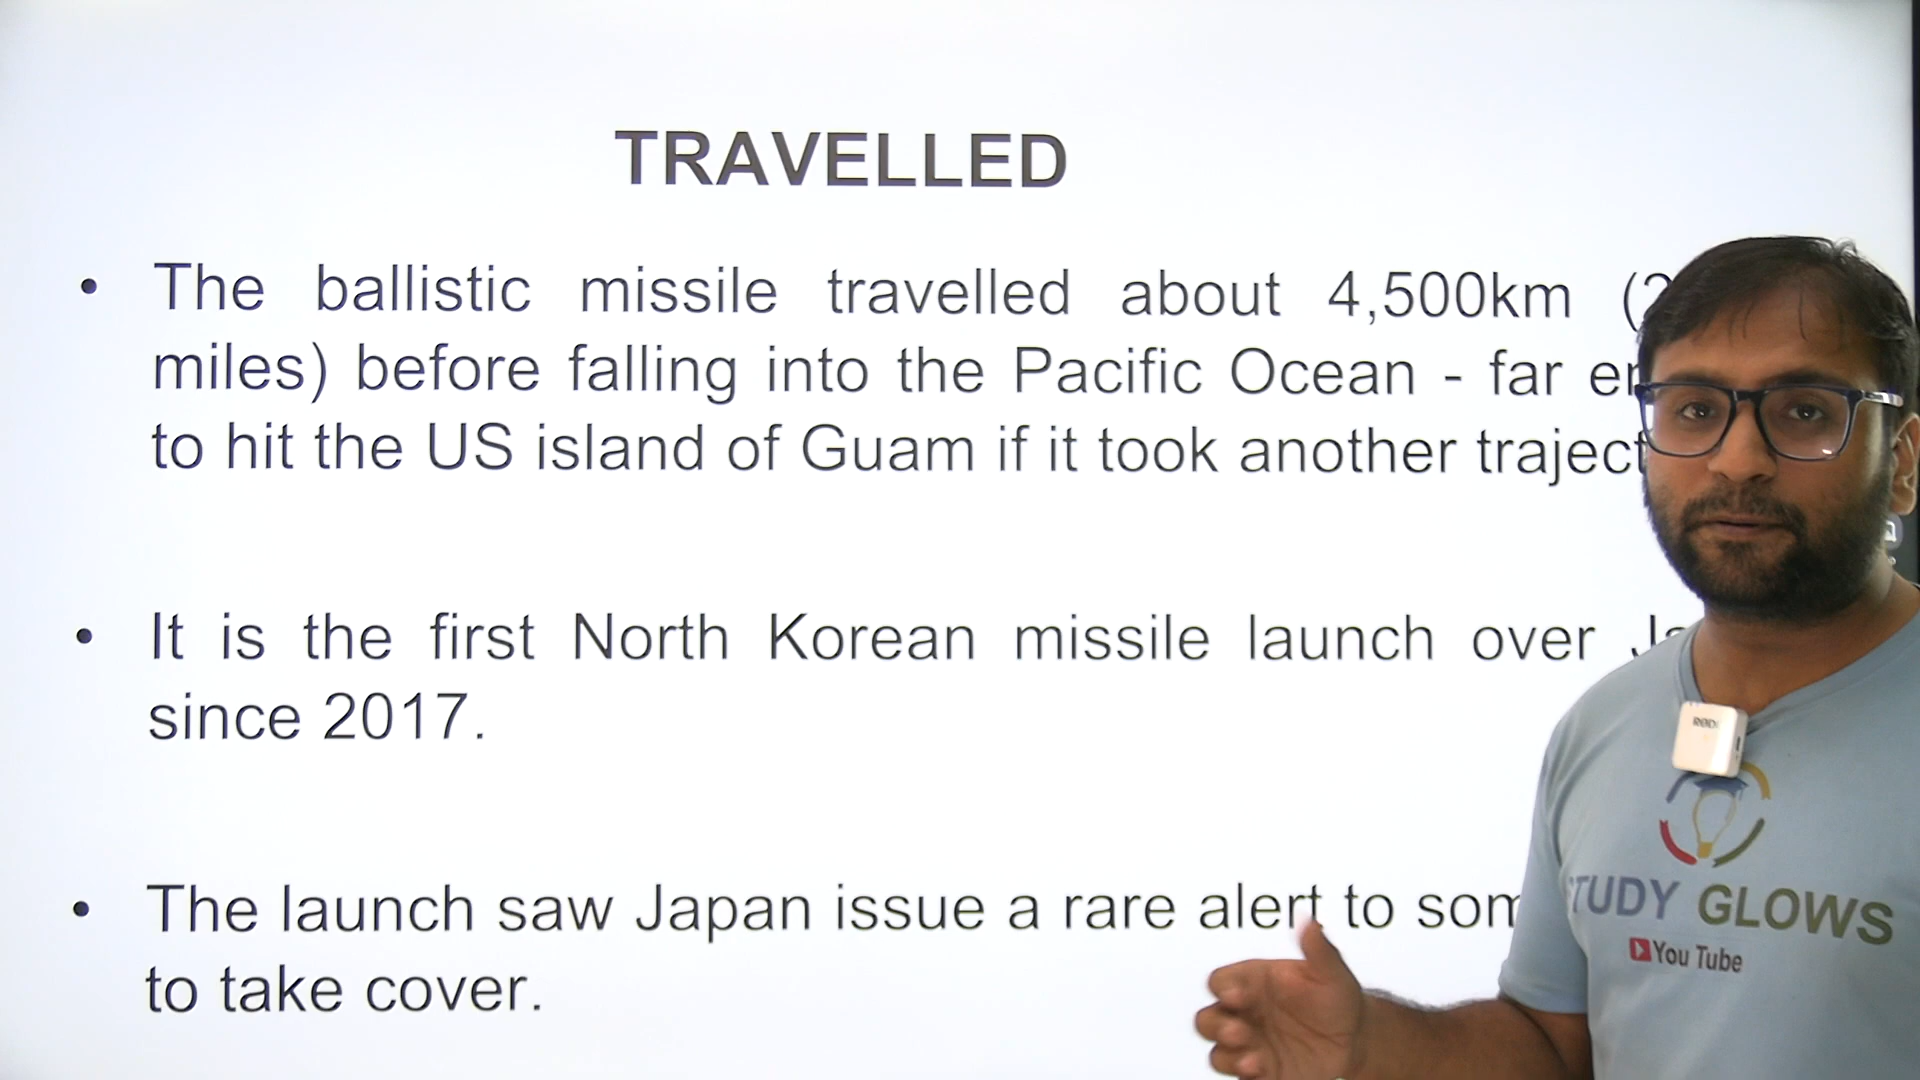 TRAVELLED
• The ballistic missile travelled about 4,500km
miles) before falling into the Pacific Ocean - far
to hit the US island of Guam if it took another
• It is the first North Korean missile launch over
since 2017.
• The launch saw Japan issue a rare alert to
to take cover.
RØDE
STUDY GLOWS
You Tube